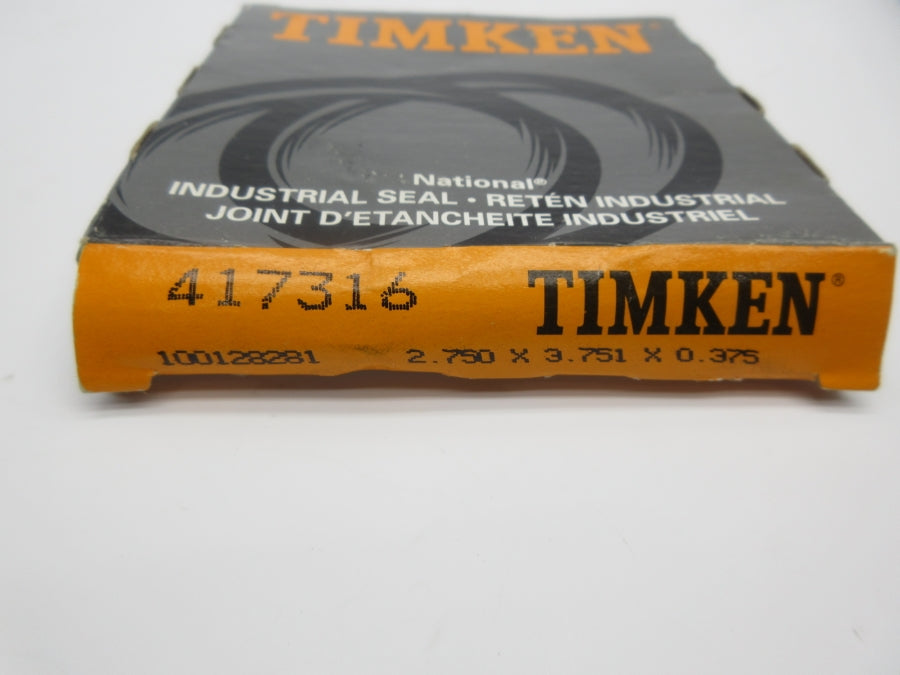 TIMKEN®
National®
INDUSTRIAL SEAL • RETÉN INDUSTRIAL
JOINT D'ETANCHEITE INDUSTRIEL
417316 TIMKEN®
100128281 2.750 X 3.751 X 0.375